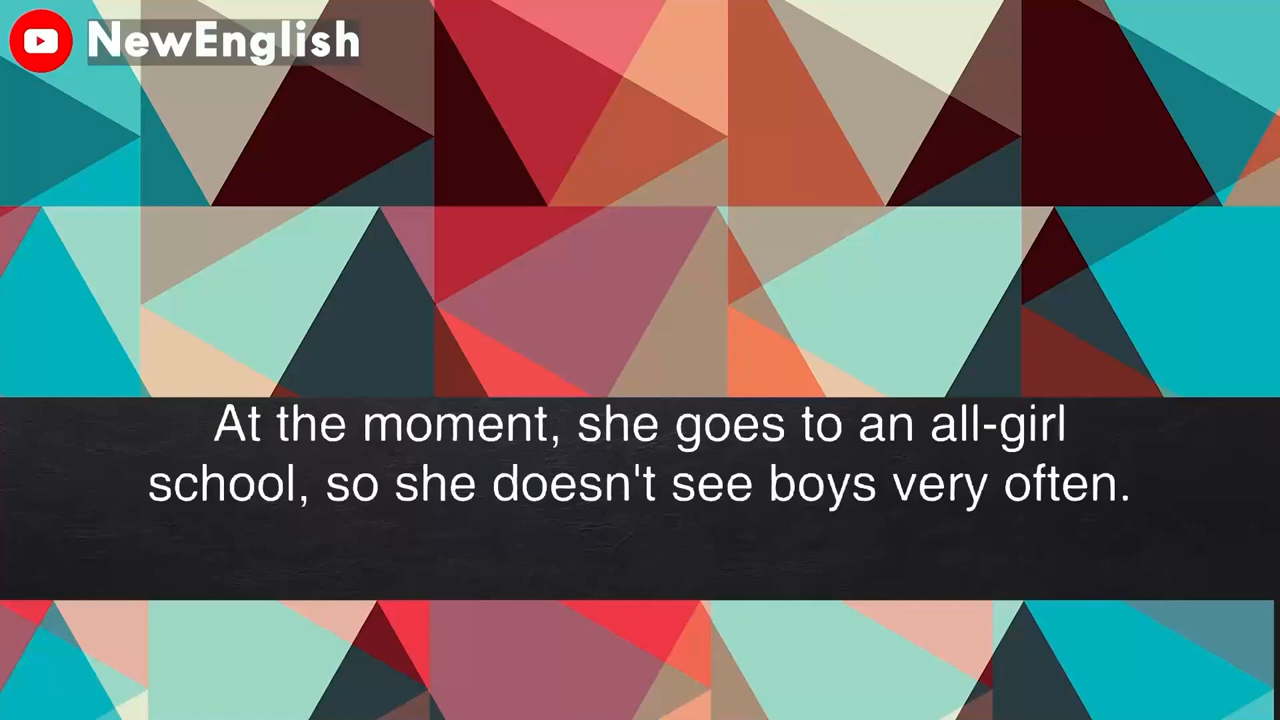 NewEnglish
At the moment, she goes to an all-girl
school, so she doesn't see boys very often.